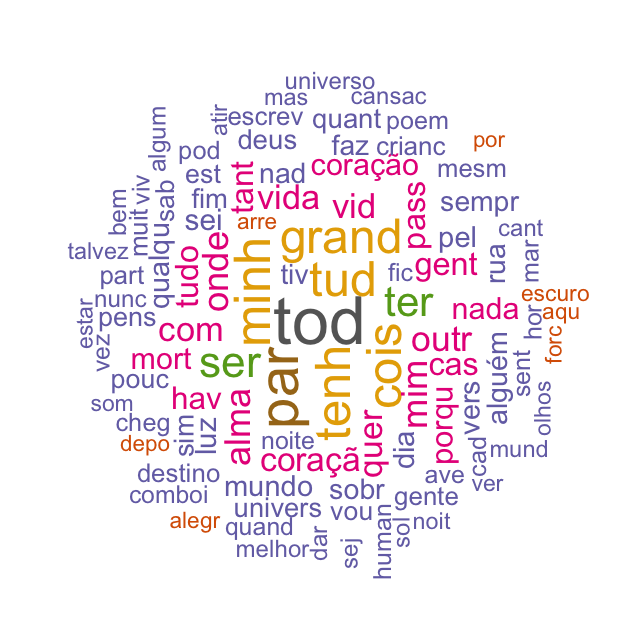 universo
mas
cansac
atir
escrev
quant
poem
algum
deus
faz
crianc
por
pod
est
nad
coração
mesm
viv
sab
tant
fim
vida
vid
pass
sempr
bem
muit
qualqu
sei
arre
grand
pel
cant
talvez
tudo
onde
minh
rua
mar
part
tiv
tud
fic
gent
nunc
escuro
estar
pens
com
tod
ter
nada
hor
aqu
vez
mort
ser
par
tenh
cois
outr
forc
pouc
cas
sent
som
hav
alma
mim
porqu
vers
alguém
olhos
cheg
sim
luz
noite
quer
dia
depo
coraçã
cad
mund
destino
ave
ver
comboi
mundo
sobr
gente
alegr
univers
vou
human
sol
noit
quand
melhor
dar
sej